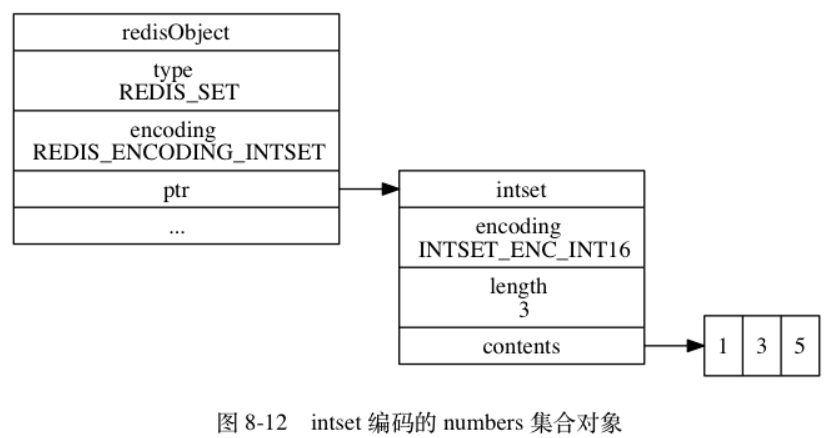 redisObject
type
REDIS_SET
encoding
REDIS_ENCODING_INTSET
ptr
...
intset
encoding
INTSET_ENC_INT16
length
3
contents
1 3 5
图 8-12 intset 编码的 numbers 集合对象